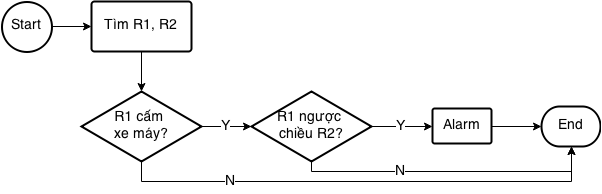 Start
Tìm R1, R2
R1 cấm
xe máy?
Y
R1 ngược
chiều R2?
Y
Alarm
End
N
N